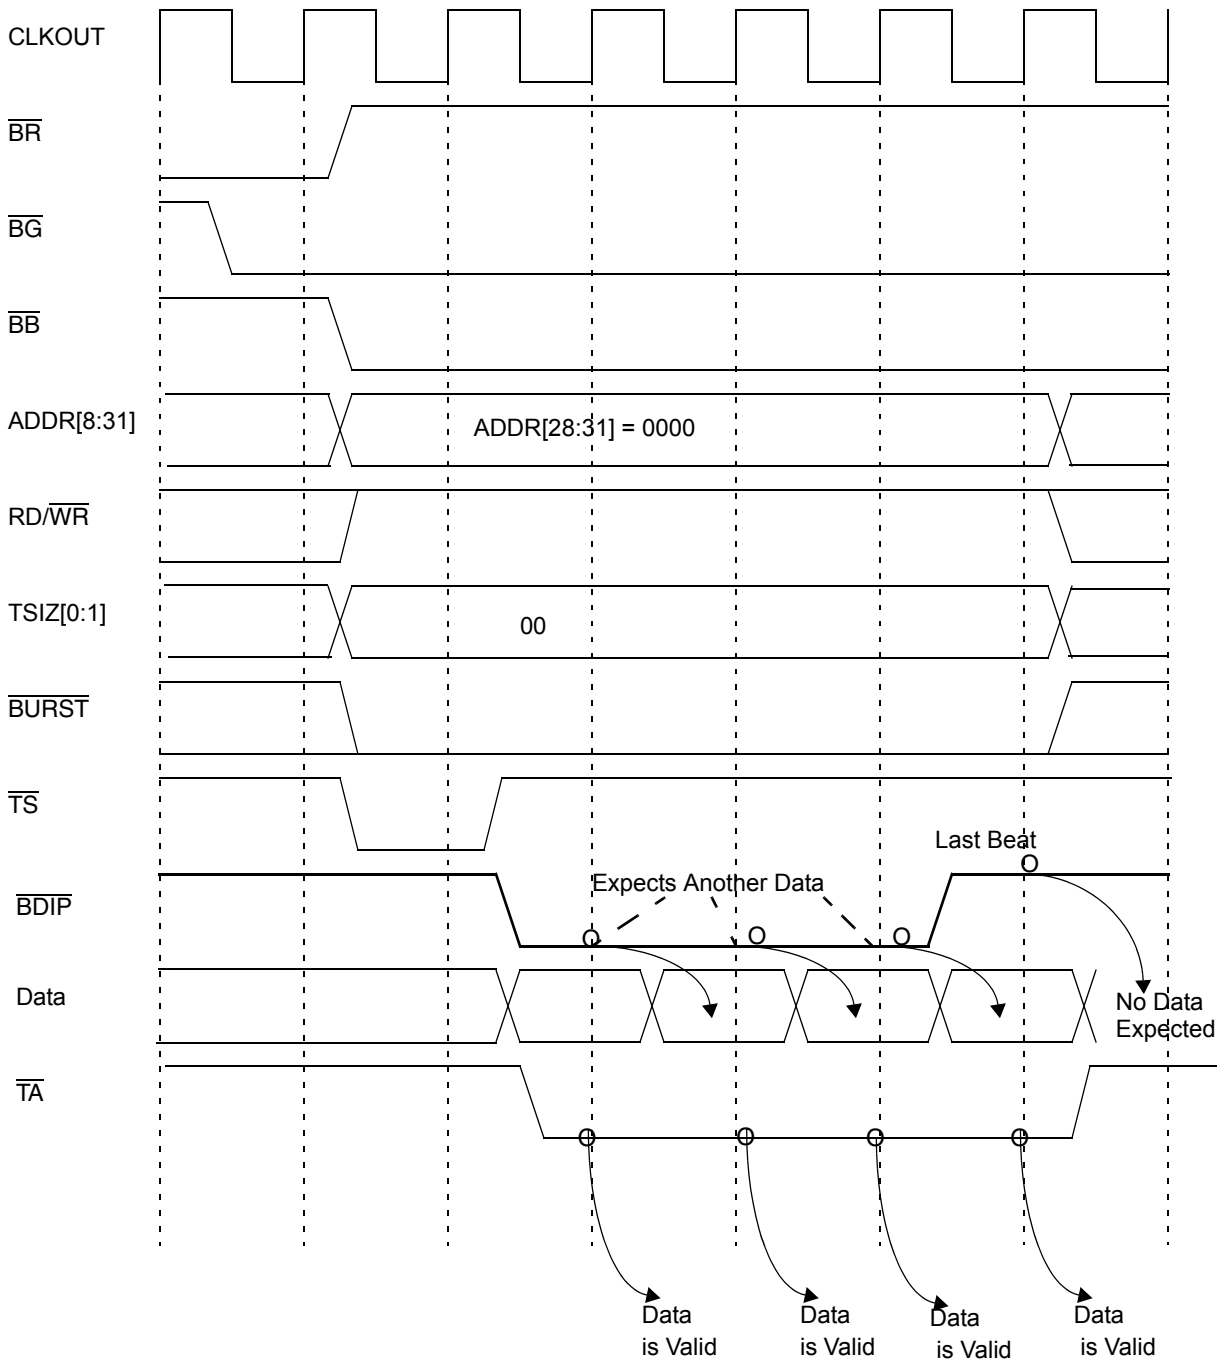 CLKOUT
BR
BG
BB
ADDR[8:31]
ADDR[28:31] = 0000
RD/WR
TSIZ[0:1]
00
BURST
TS
Last Beat
BDIP
Expects Another Data
Data
No Data
Expected
TA
Data
is Valid
Data
is Valid
Data
is Valid
Data
is Valid